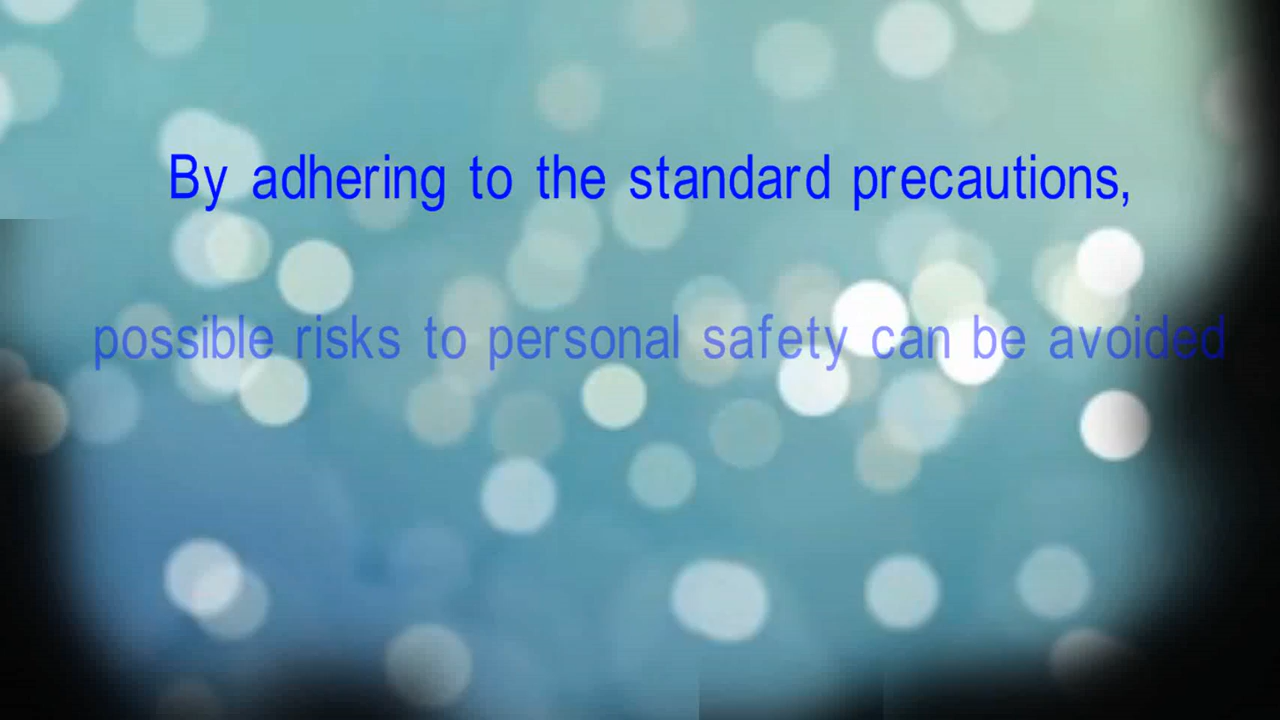 By adhering to the standard precautions,
possible risks to personal safety can be avoided